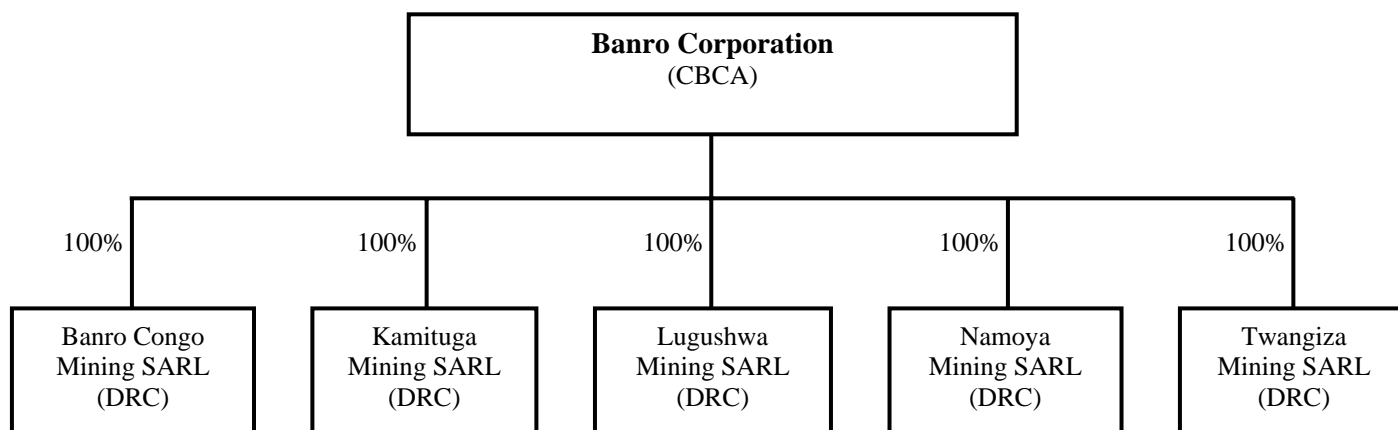 Banro Corporation
(CBCA)
100%
100%
100%
100%
100%
Banro Congo
Mining SARL
(DRC)
Kamituga
Mining SARL
(DRC)
Lugushwa
Mining SARL
(DRC)
Namoya
Mining SARL
(DRC)
Twangiza
Mining SARL
(DRC)